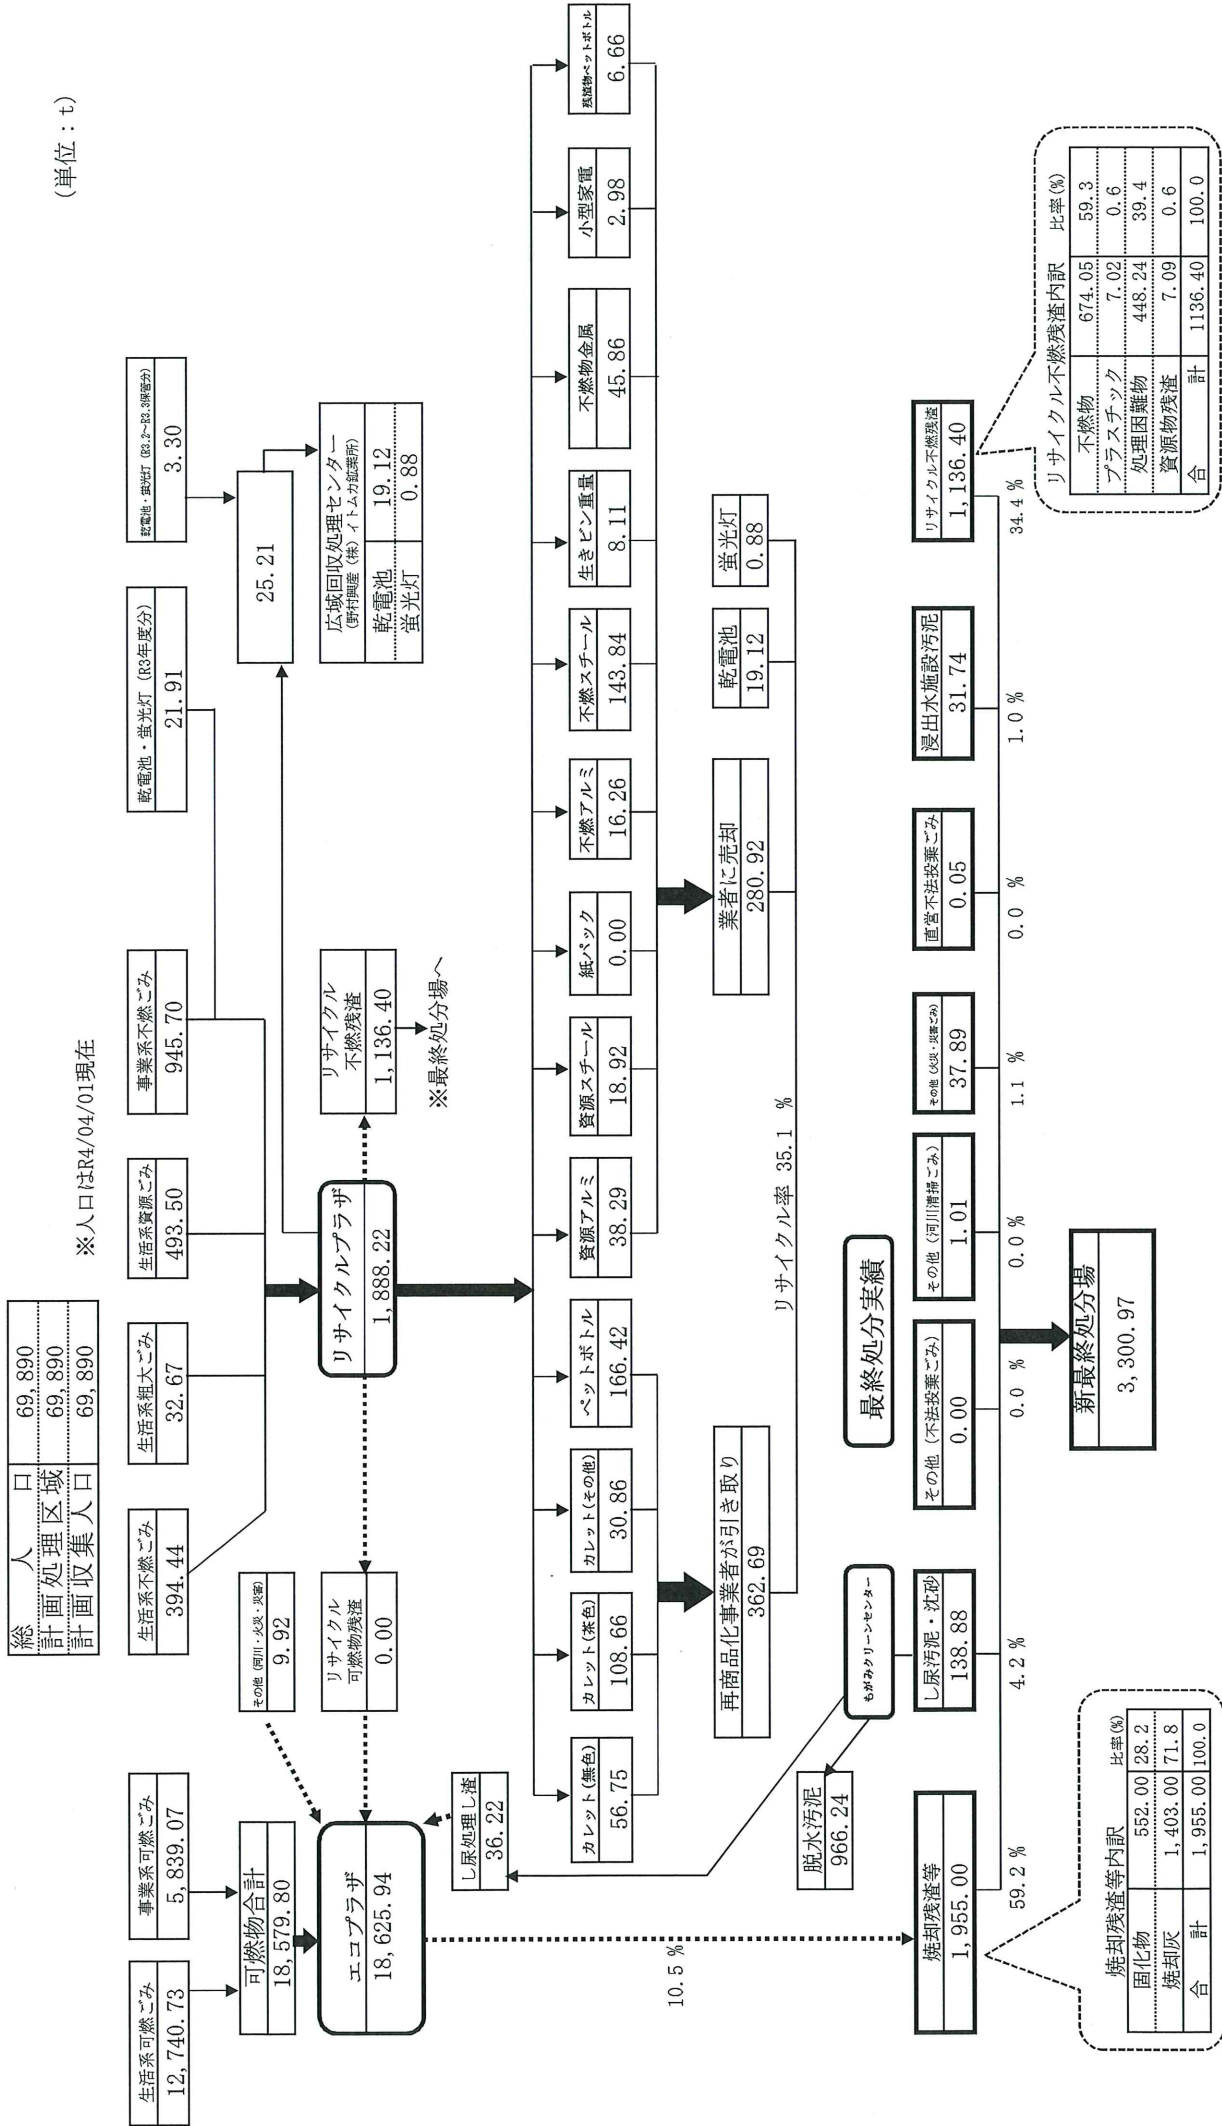 総人口 69,890
計画処理区域 69,890
計画収集人口 69,890
※人口はR4/04/01現在
(単位：t)
生活系可燃ごみ
12,740.73
事業系可燃ごみ
5,839.07
生活系不燃ごみ
394.44
生活系粗大ごみ
32.67
生活系資源ごみ
493.50
事業系不燃ごみ
945.70
乾電池・蛍光灯 (R3年度分)
21.91
乾電池・蛍光灯 (R3.2～R3.3保管分)
3.30
可燃物合計
18,579.80
その他 (河川・火災・災害)
9.92
25.21
エコプラザ
18,625.94
リサイクル
可燃物残渣
0.00
リサイクルプラザ
1,888.22
リサイクル
不燃残渣
1,136.40
※最終処分場へ
広域回収処理センター
(野村興産 (株) イトムカ鉱業所)
乾電池 19.12
蛍光灯 0.88
し尿処理し渣
36.22
カレット(無色)
56.75
カレット(茶色)
108.66
カレット(その他)
30.86
ペットボトル
166.42
資源アルミ
38.29
資源スチール
18.92
紙パック
0.00
不燃アルミ
16.26
不燃スチール
143.84
生きビン重量
8.11
不燃物金属
45.86
小型家電
2.98
残渣物ペットボトル
6.66
再商品化事業者が引き取り
362.69
業者に売却
280.92
乾電池
19.12
蛍光灯
0.88
リサイクル率 35.1 %
脱水汚泥
966.24
もがみクリーンセンター
最終処分実績
10.5 %
焼却残渣等
1,955.00
し尿汚泥・沈砂
138.88
その他 (不法投棄ごみ)
0.00
その他 (河川清掃ごみ)
1.01
その他 (火災・災害ごみ)
37.89
直営不法投棄ごみ
0.05
浸出水施設汚泥
31.74
リサイクル不燃残渣
1,136.40
59.2 %
4.2 %
0.0 %
0.0 %
1.1 %
0.0 %
1.0 %
34.4 %
新最終処分場
3,300.97
焼却残渣等内訳 比率(%)
固化物 552.00 28.2
焼却灰 1,403.00 71.8
合計 1,955.00 100.0
リサイクル不燃残渣内訳 比率(%)
不燃物 674.05 59.3
プラスチック 7.02 0.6
処理困難物 448.24 39.4
資源物残渣 7.09 0.6
合計 1136.40 100.0